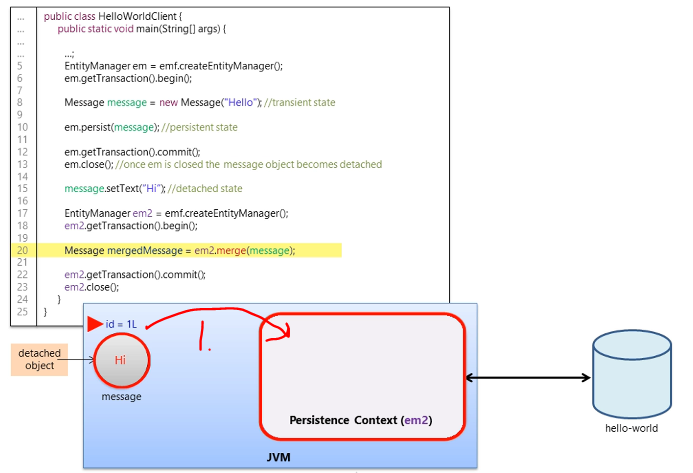 ... public class HelloWorldClient {
... public static void main(String[] args) {
...
... ...;
5 EntityManager em = emf.createEntityManager();
6 em.getTransaction().begin();
7
8 Message message = new Message("Hello"); //transient state
9
10 em.persist(message); //persistent state
11
12 em.getTransaction().commit();
13 em.close(); //once em is closed the message object becomes detached
14
15 message.setText("Hi"); //detached state
16
17 EntityManager em2 = emf.createEntityManager();
18 em2.getTransaction().begin();
19
20 Message mergedMessage = em2.merge(message);
21
22 em2.getTransaction().commit();
23 em2.close();
24 }
25 }
id = 1L
1.
detached
object
Hi
message
Persistence Context (em2)
JVM
hello-world